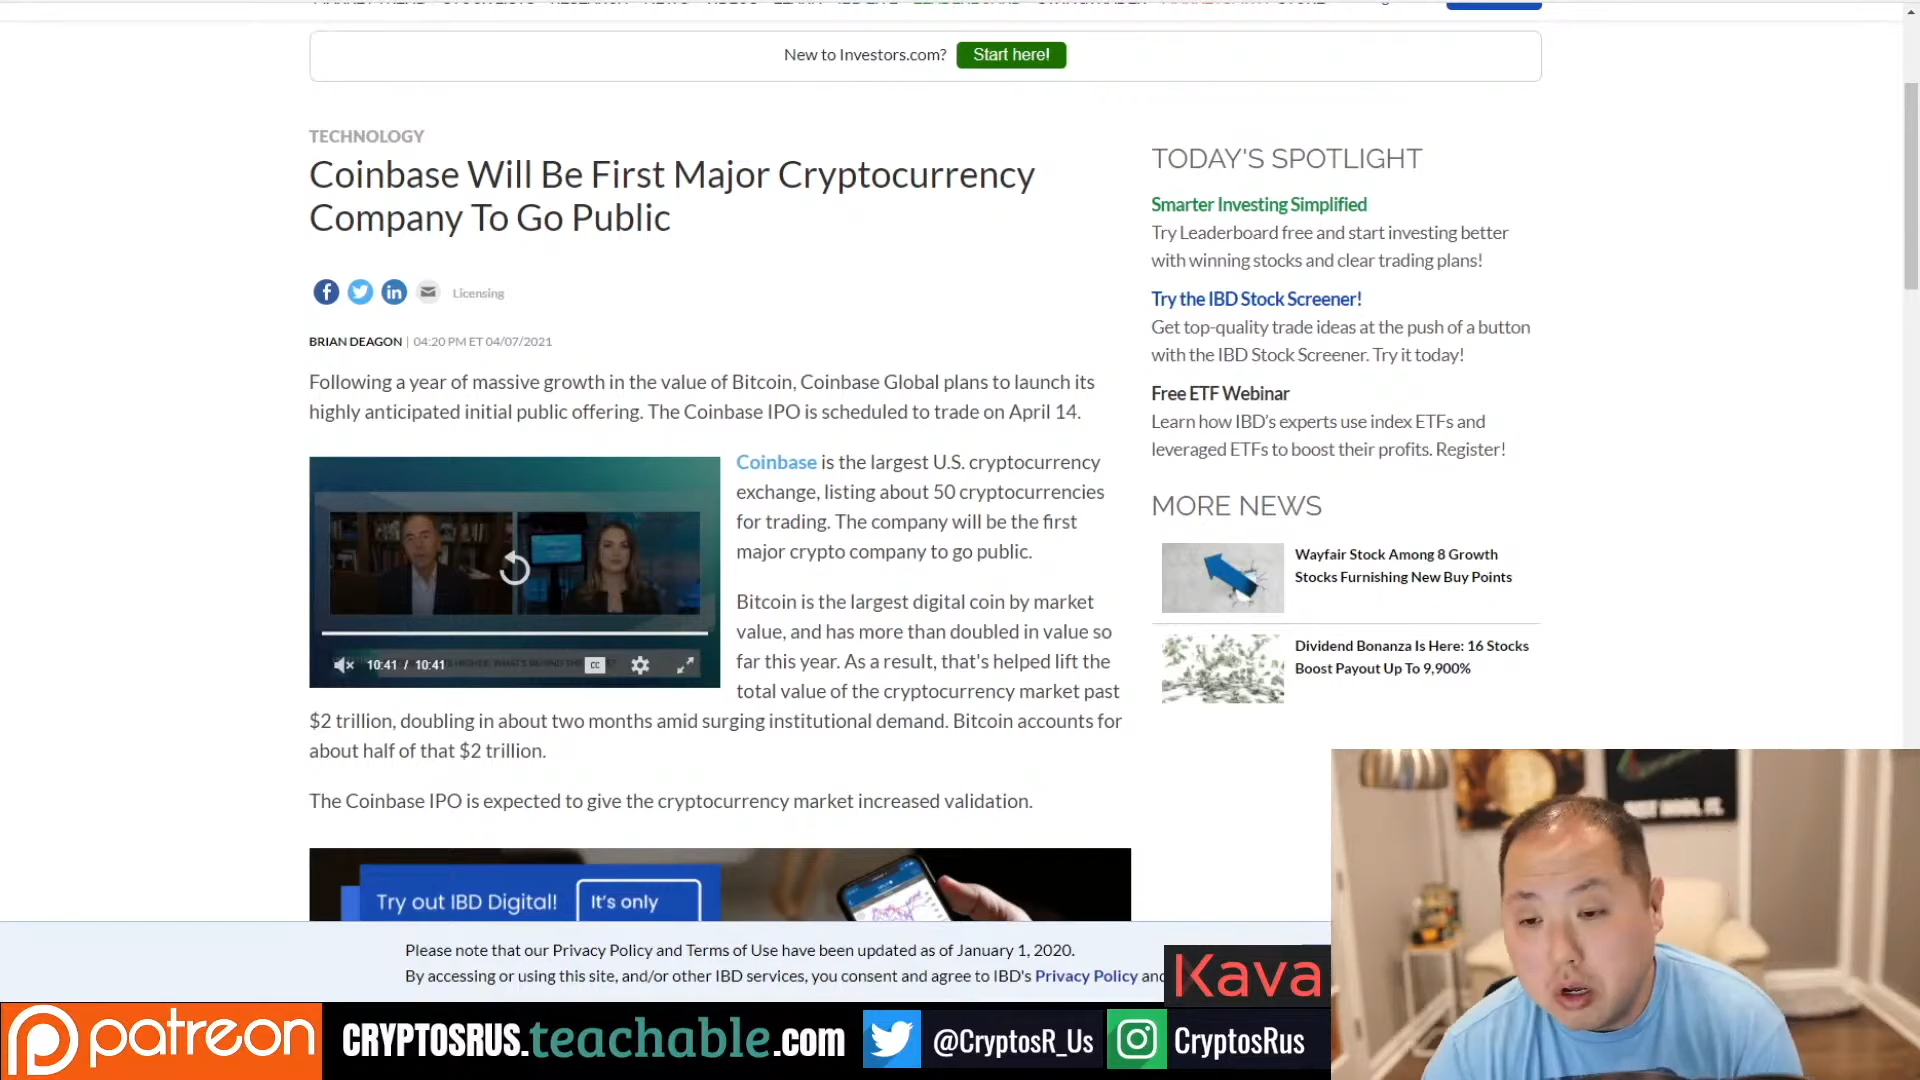 New to Investors.com? Start here!
TECHNOLOGY
Coinbase Will Be First Major Cryptocurrency
Company To Go Public
Licensing
BRIAN DEAGON | 04:20 PM ET 04/07/2021
Following a year of massive growth in the value of Bitcoin, Coinbase Global plans to launch its
highly anticipated initial public offering. The Coinbase IPO is scheduled to trade on April 14.
Coinbase is the largest U.S. cryptocurrency
exchange, listing about 50 cryptocurrencies
for trading. The company will be the first
major crypto company to go public.
10:41 / 10:41
CC
Bitcoin is the largest digital coin by market
value, and has more than doubled in value so
far this year. As a result, that's helped lift the
total value of the cryptocurrency market past
$2 trillion, doubling in about two months amid surging institutional demand. Bitcoin accounts for
about half of that $2 trillion.
The Coinbase IPO is expected to give the cryptocurrency market increased validation.
Try out IBD Digital! It's only
TODAY'S SPOTLIGHT
Smarter Investing Simplified
Try Leaderboard free and start investing better
with winning stocks and clear trading plans!
Try the IBD Stock Screener!
Get top-quality trade ideas at the push of a button
with the IBD Stock Screener. Try it today!
Free ETF Webinar
Learn how IBD's experts use index ETFs and
leveraged ETFs to boost their profits. Register!
MORE NEWS
Wayfair Stock Among 8 Growth
Stocks Furnishing New Buy Points
Dividend Bonanza Is Here: 16 Stocks
Boost Payout Up To 9,900%
Please note that our Privacy Policy and Terms of Use have been updated as of January 1, 2020.
By accessing or using this site, and/or other IBD services, you consent and agree to IBD's Privacy Policy and
Kava
patreon
CRYPTOSRUS.teachable.com
@CryptosR_Us
CryptosRus